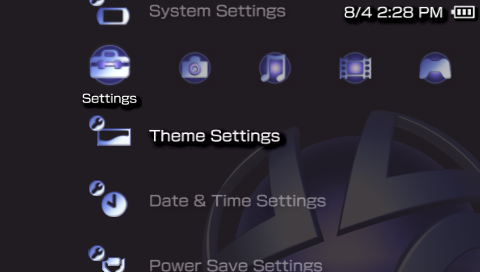 System Settings
8/4 2:28 PM
Settings
Theme Settings
Date & Time Settings
Power Save Settings